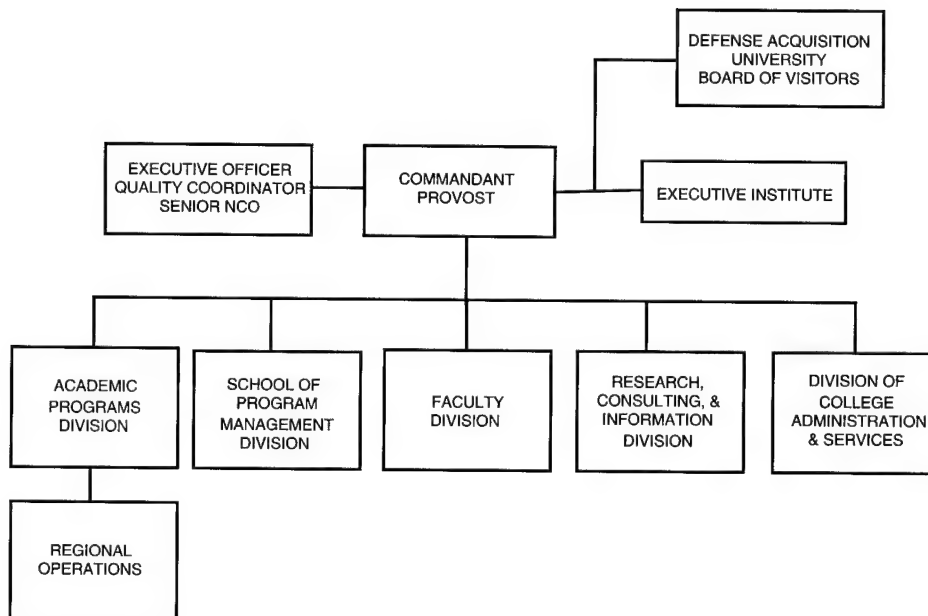 DEFENSE ACQUISITION
UNIVERSITY
BOARD OF VISITORS
EXECUTIVE OFFICER
QUALITY COORDINATOR
SENIOR NCO
COMMANDANT
PROVOST
EXECUTIVE INSTITUTE
ACADEMIC
PROGRAMS
DIVISION
SCHOOL OF
PROGRAM
MANAGEMENT
DIVISION
FACULTY
DIVISION
RESEARCH,
CONSULTING, &
INFORMATION
DIVISION
DIVISION OF
COLLEGE
ADMINISTRATION
& SERVICES
REGIONAL
OPERATIONS